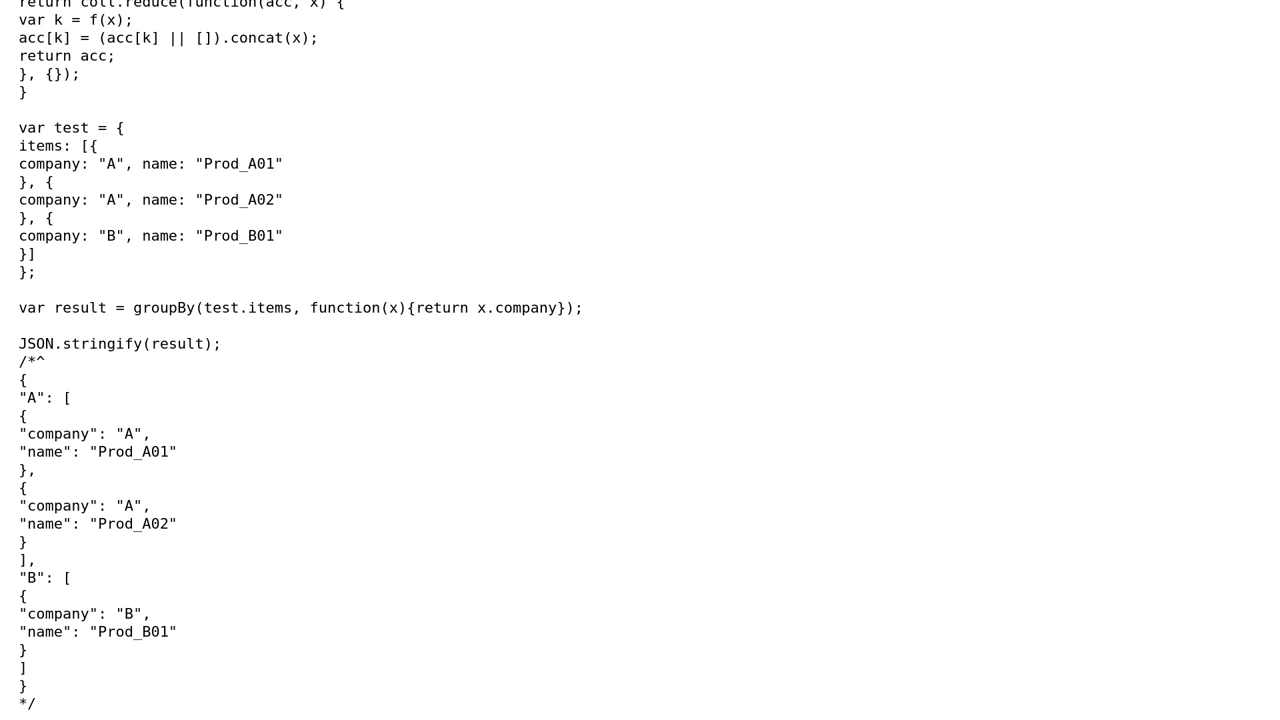 return coll.reduce(function(acc, x) {
var k = f(x);
acc[k] = (acc[k] || []).concat(x);
return acc;
}, {});
}

var test = {
items: [{
company: "A", name: "Prod_A01"
}, {
company: "A", name: "Prod_A02"
}, {
company: "B", name: "Prod_B01"
}]
};

var result = groupBy(test.items, function(x){return x.company});

JSON.stringify(result);
/*^
{
"A": [
{
"company": "A",
"name": "Prod_A01"
},
{
"company": "A",
"name": "Prod_A02"
}
],
"B": [
{
"company": "B",
"name": "Prod_B01"
}
]
}
*/